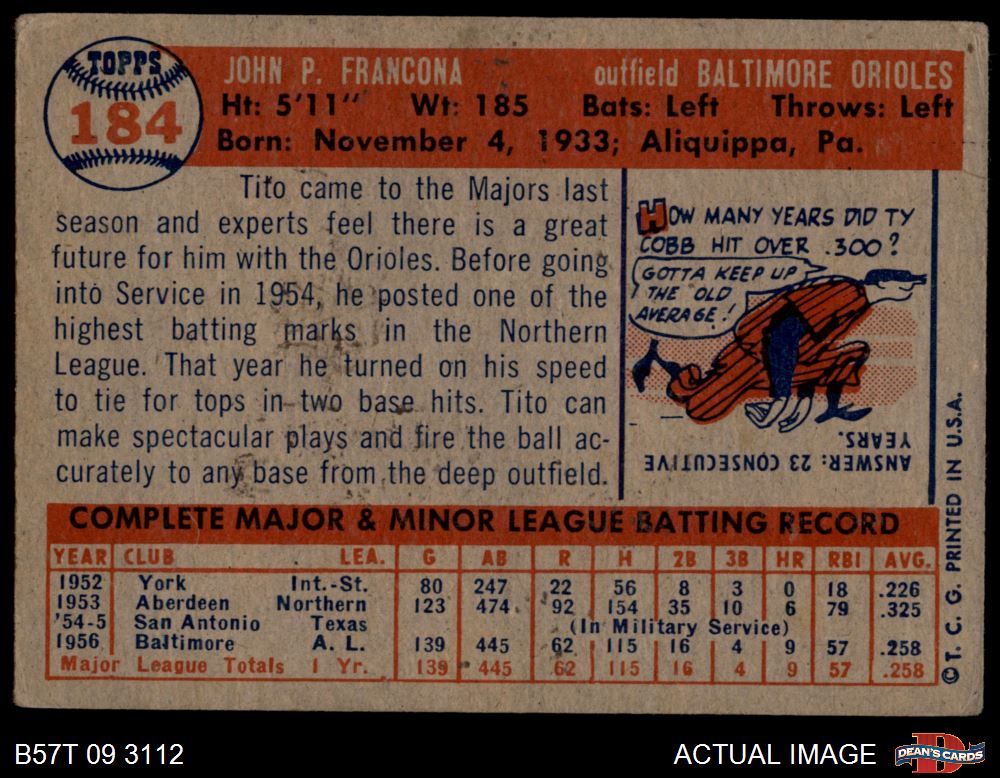 TOPPS
184
JOHN P. FRANCONA outfield BALTIMORE ORIOLES
Ht: 5'11" Wt: 185 Bats: Left Throws: Left
Born: November 4, 1933; Aliquippa, Pa.
Tito came to the Majors last
season and experts feel there is a great
future for him with the Orioles. Before going
into Service in 1954, he posted one of the
highest batting marks in the Northern
League. That year he turned on his speed
to tie for tops in two base hits. Tito can
make spectacular plays and fire the ball ac-
curately to any base from the deep outfield.
HOW MANY YEARS DID TY
COBB HIT OVER .300?
GOTTA KEEP UP
THE OLD
AVERAGE!
ANSWER: 23 CONSECUTIVE
YEARS.
COMPLETE MAJOR & MINOR LEAGUE BATTING RECORD
YEAR CLUB LEA. G AB R H 2B 3B HR RBI AVG.
1952 York Int.-St. 80 247 22 56 8 3 0 18 .226
1953 Aberdeen Northern 123 474 92 154 35 10 6 79 .325
'54-5 San Antonio Texas (In Military Service)
1956 Baltimore A. L. 139 445 62 115 16 4 9 57 .258
Major League Totals 1 Yr. 139 445 62 115 16 4 9 57 .258
©T. C. G. PRINTED IN U.S.A.
B57T 09 3112 ACTUAL IMAGE
DEAN'S CARDS